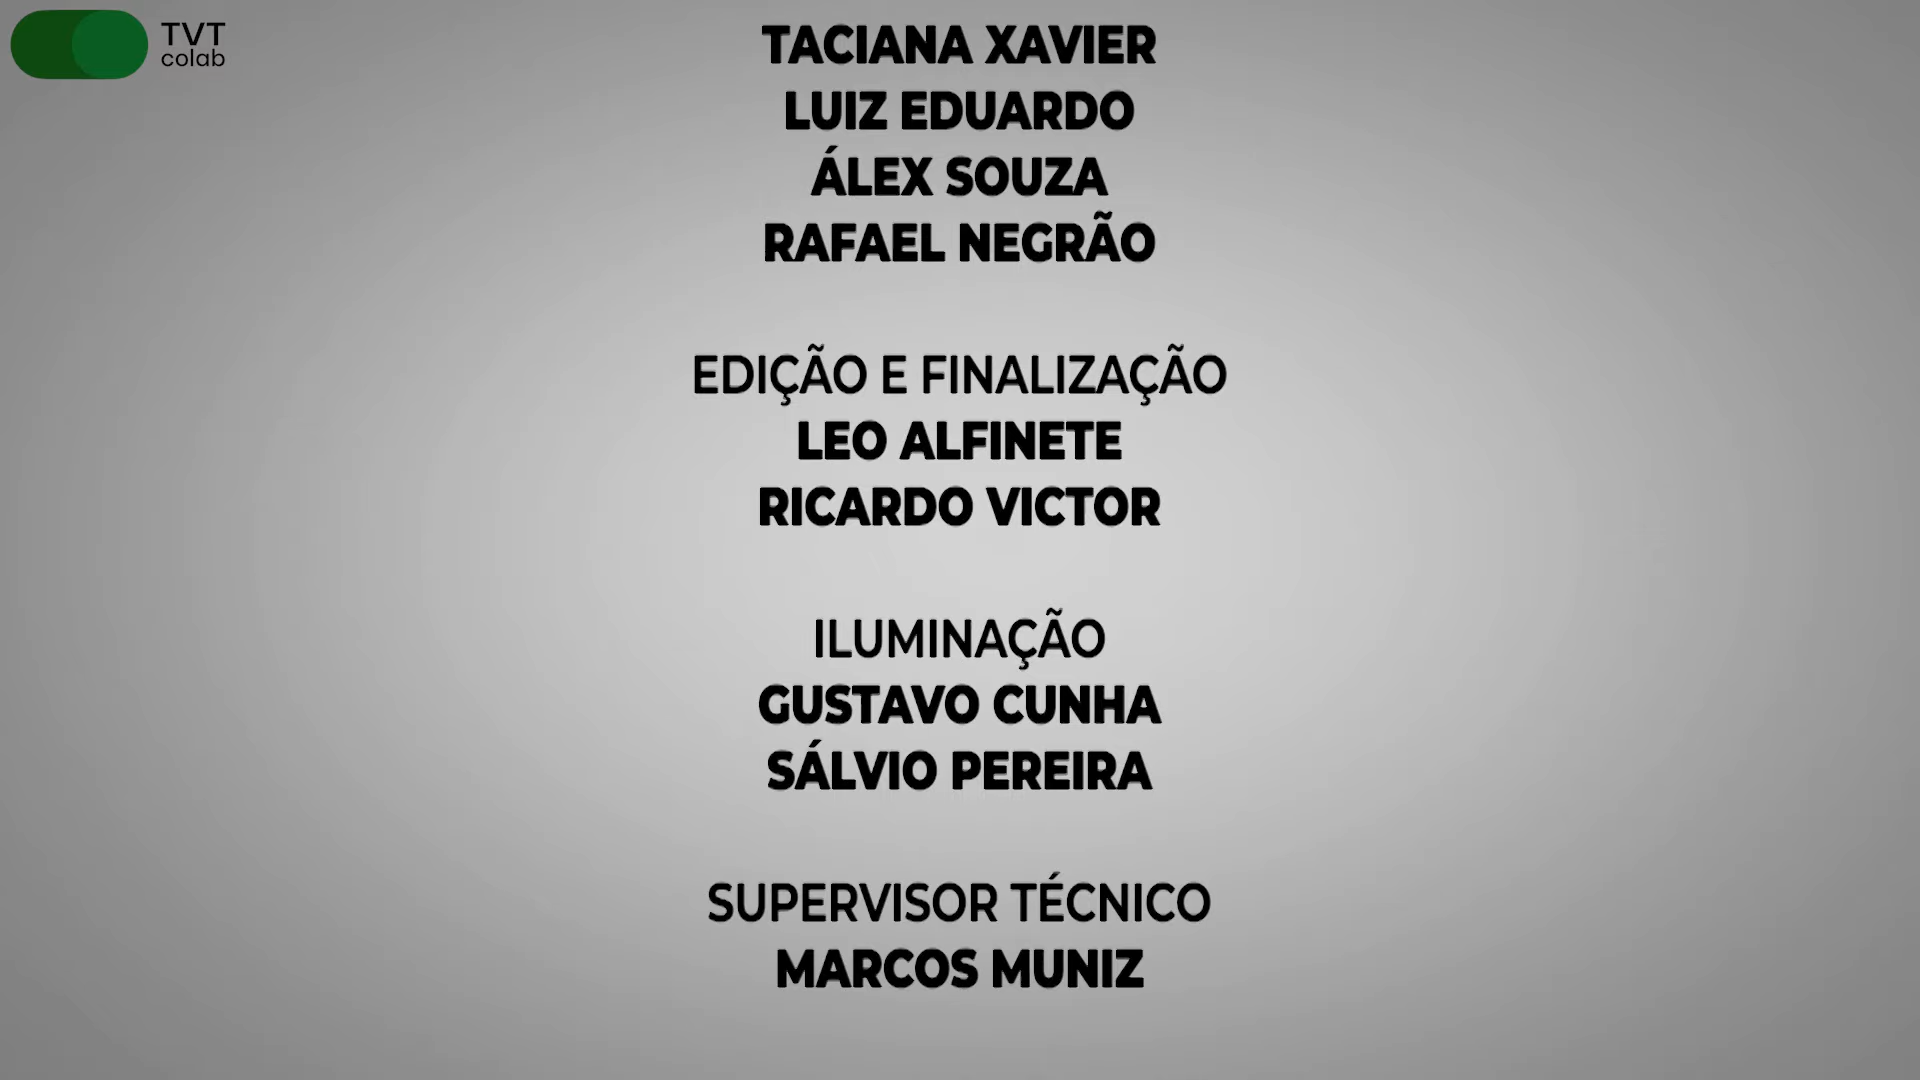 TVT
colab
TACIANA XAVIER
LUIZ EDUARDO
ÁLEX SOUZA
RAFAEL NEGRÃO
EDIÇÃO E FINALIZAÇÃO
LEO ALFINETE
RICARDO VICTOR
ILUMINAÇÃO
GUSTAVO CUNHA
SÁLVIO PEREIRA
SUPERVISOR TÉCNICO
MARCOS MUNIZ